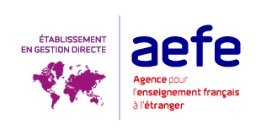 ÉTABLISSEMENT
EN GESTION DIRECTE
aefe
Agence pour
l'enseignement français
à l'étranger